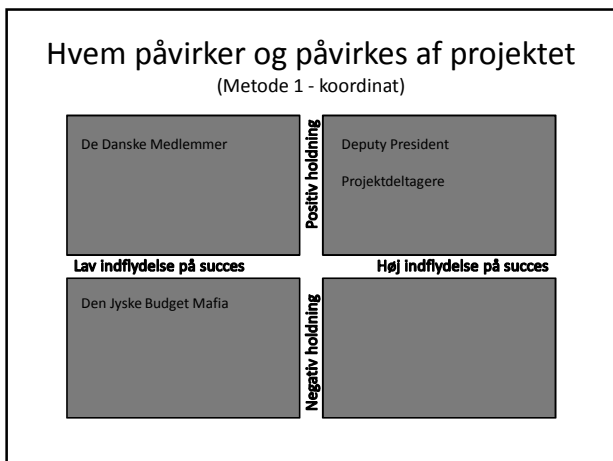 Hvem påvirker og påvirkes af projektet
(Metode 1 - koordinat)
De Danske Medlemmer
Positiv holdning
Deputy President
Projektdeltagere
Lav indflydelse på succes
Høj indflydelse på succes
Den Jyske Budget Mafia
Negativ holdning